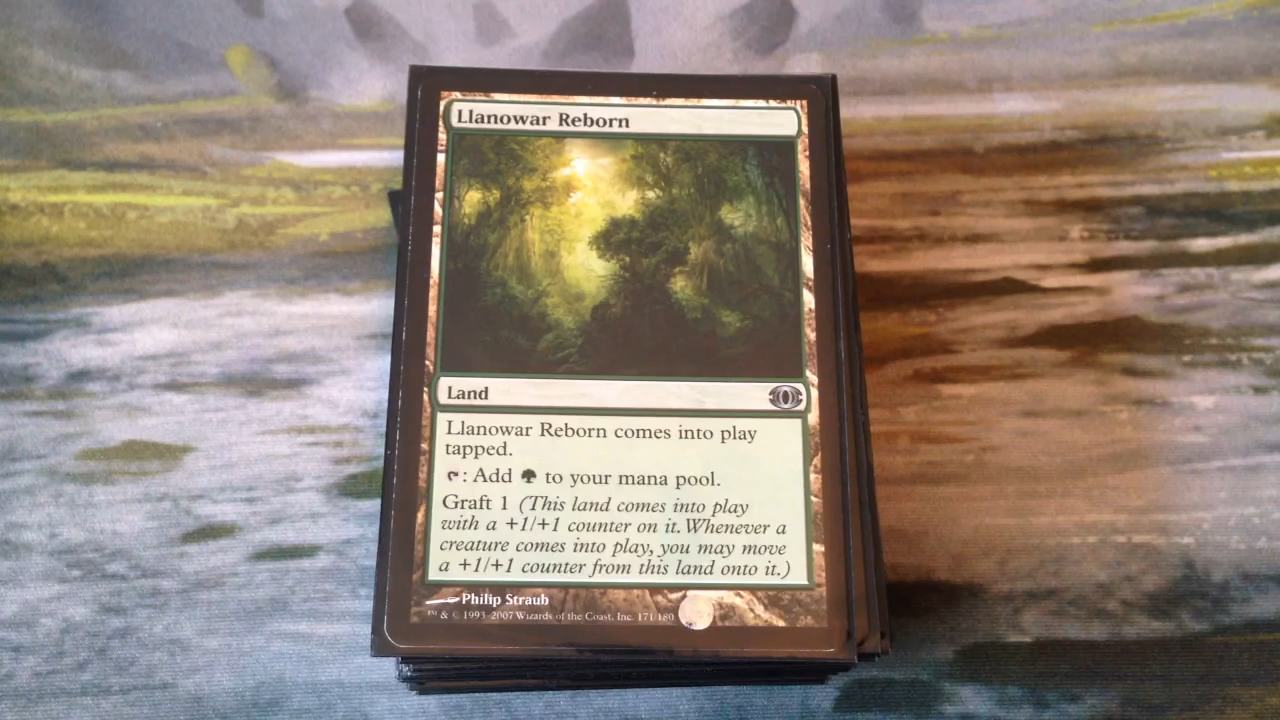 Llanowar Reborn
Land
Llanowar Reborn comes into play
tapped.
: Add to your mana pool.
Graft 1 (This land comes into play
with a +1/+1 counter on it. Whenever a
creature comes into play, you may move
a +1/+1 counter from this land onto it.)
Philip Straub
™ & © 1993–2007 Wizards of the Coast, Inc. 171/180